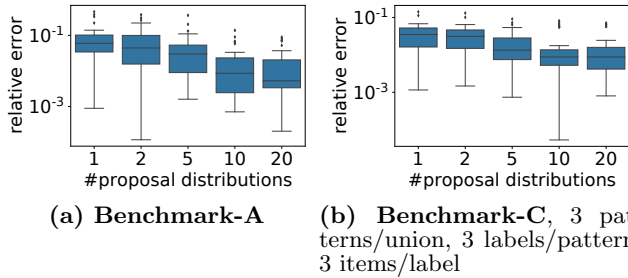 relative error
10⁻¹
10⁻³
1 2 5 10 20
#proposal distributions
(a) Benchmark-A
relative error
10⁻¹
10⁻³
1 2 5 10 20
#proposal distributions
(b) Benchmark-C, 3 pat
terns/union, 3 labels/pattern
3 items/label